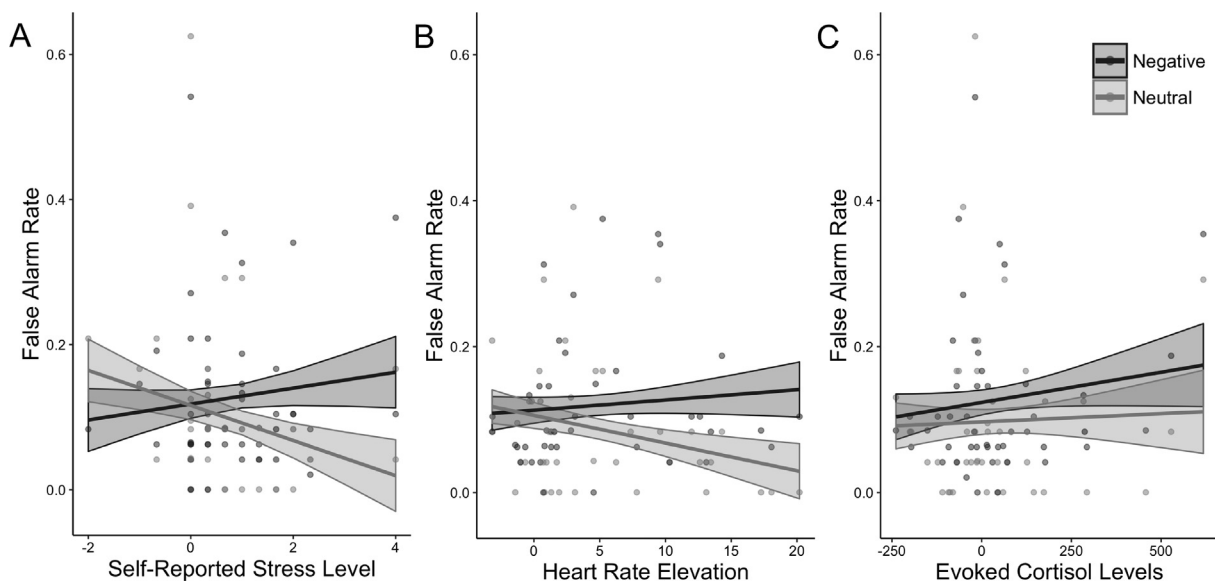 A
B
C
Negative
Neutral
False Alarm Rate
0.6
0.4
0.2
0.0
-2
0
2
4
Self-Reported Stress Level
False Alarm Rate
0.6
0.4
0.2
0.0
0
5
10
15
20
Heart Rate Elevation
False Alarm Rate
0.6
0.4
0.2
0.0
-250
0
250
500
Evoked Cortisol Levels